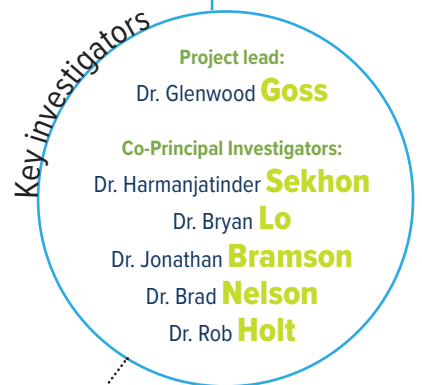 Key investigators
Project lead:
Dr. Glenwood Goss
Co-Principal Investigators:
Dr. Harmanjatinder Sekhon
Dr. Bryan Lo
Dr. Jonathan Bramson
Dr. Brad Nelson
Dr. Rob Holt